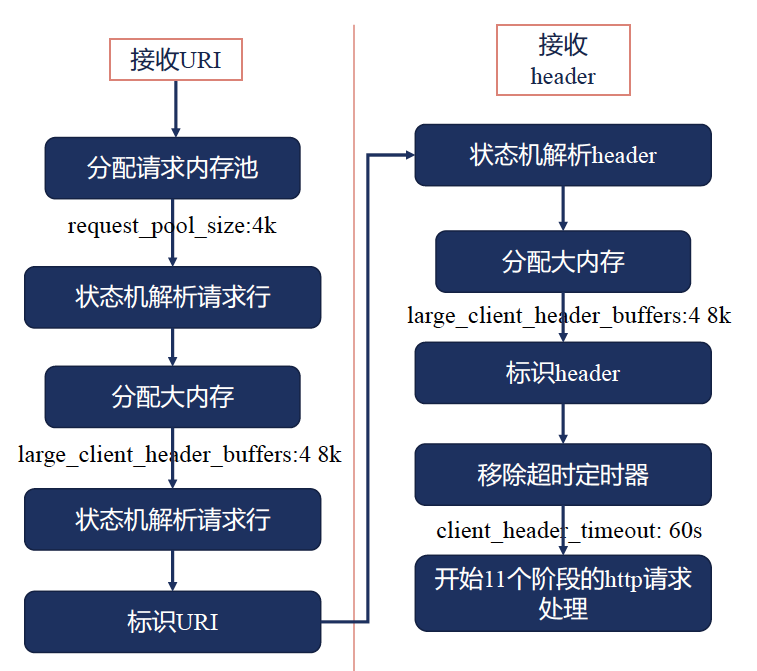 接收URI
分配请求内存池
request_pool_size:4k
状态机解析请求行
分配大内存
large_client_header_buffers:4 8k
状态机解析请求行
标识URI
接收
header
状态机解析header
分配大内存
large_client_header_buffers:4 8k
标识header
移除超时定时器
client_header_timeout: 60s
开始11个阶段的http请求
处理